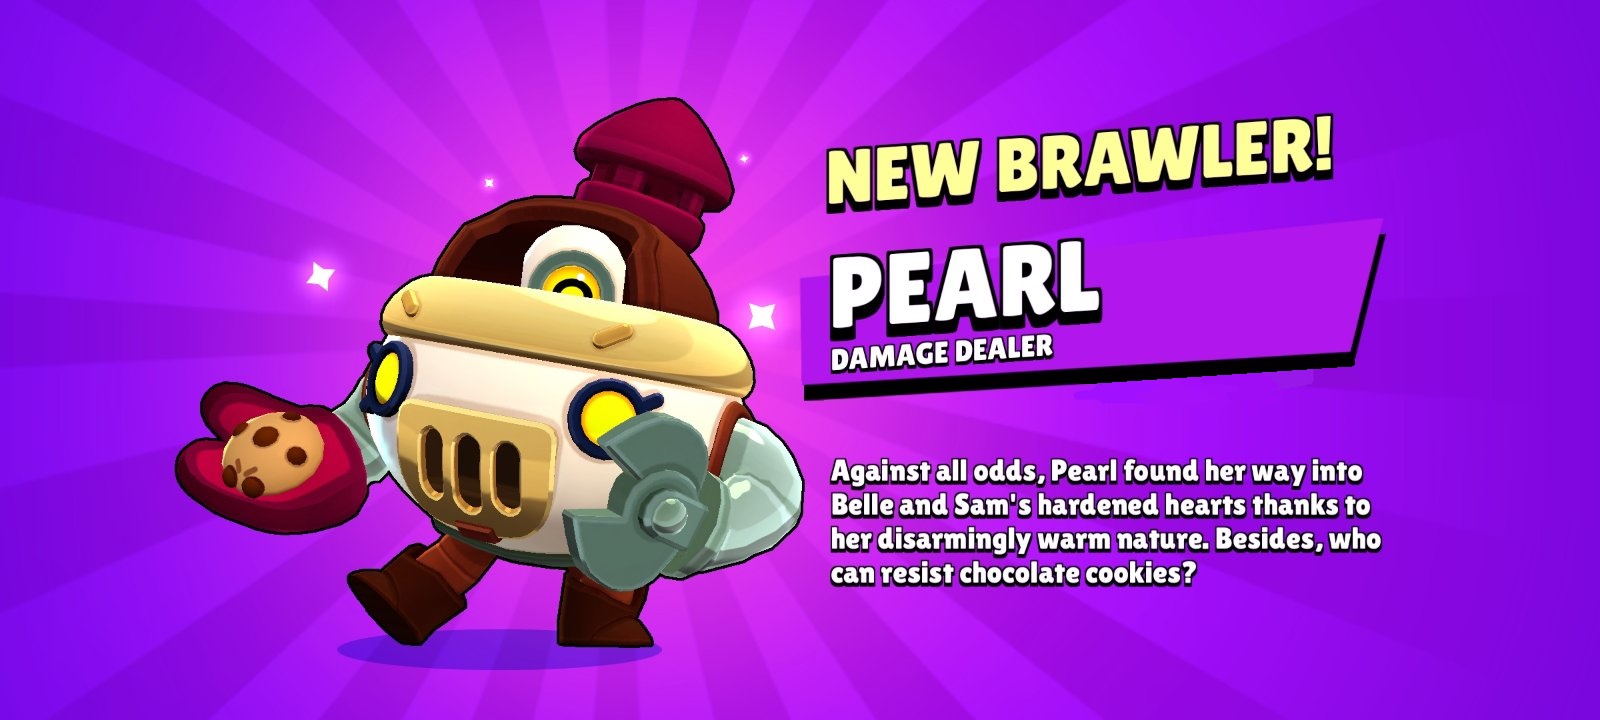 NEW BRAWLER!
PEARL
DAMAGE DEALER
Against all odds, Pearl found her way into
Belle and Sam's hardened hearts thanks to
her disarmingly warm nature. Besides, who
can resist chocolate cookies?